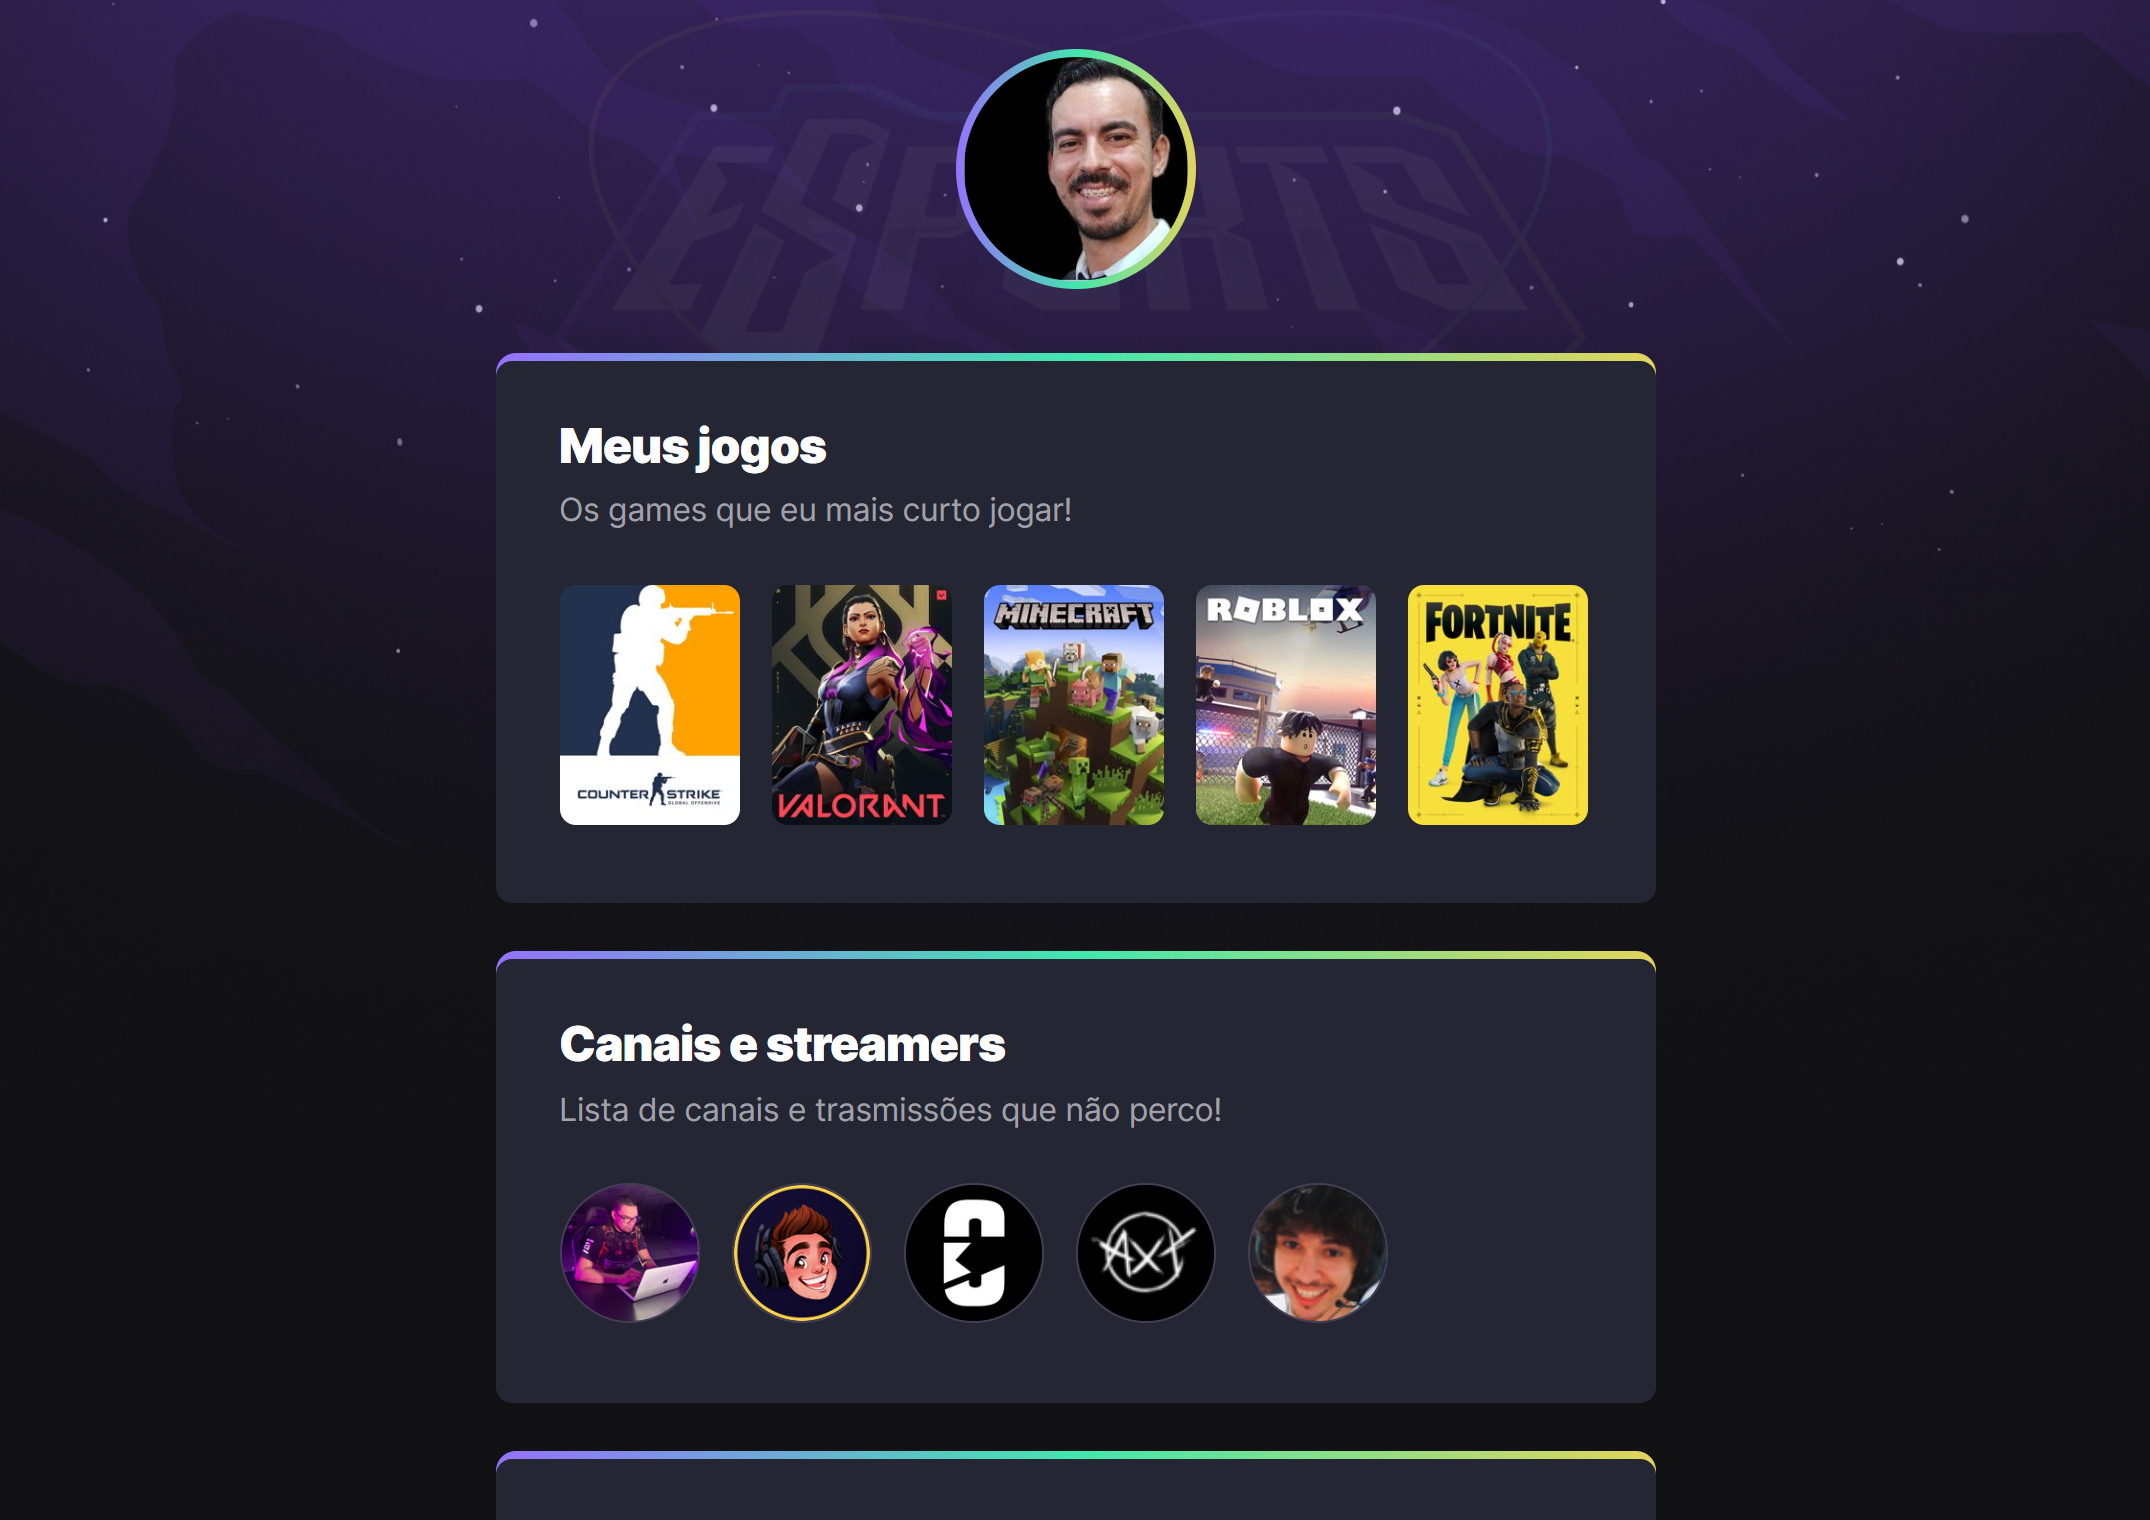 ESPORTS
Meus jogos
Os games que eu mais curto jogar!
COUNTER STRIKE
GLOBAL OFFENSIVE
VALORANT
MINECRAFT
ROBLOX
FORTNITE
Canais e streamers
Lista de canais e trasmissões que não perco!
AXT